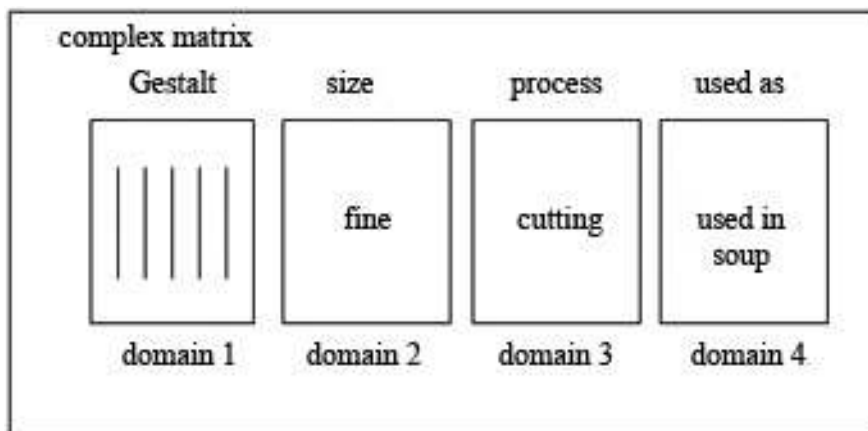 complex matrix
Gestalt size process used as
fine cutting used in
soup
domain 1 domain 2 domain 3 domain 4